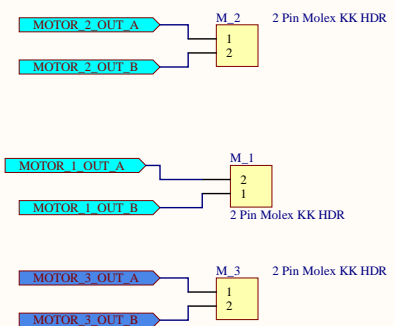 M_2 2 Pin Molex KK HDR
MOTOR_2_OUT_A
1
2
MOTOR_2_OUT_B
M_1
MOTOR_1_OUT_A
2
1
MOTOR_1_OUT_B
2 Pin Molex KK HDR
M_3 2 Pin Molex KK HDR
MOTOR_3_OUT_A
1
2
MOTOR_3_OUT_B